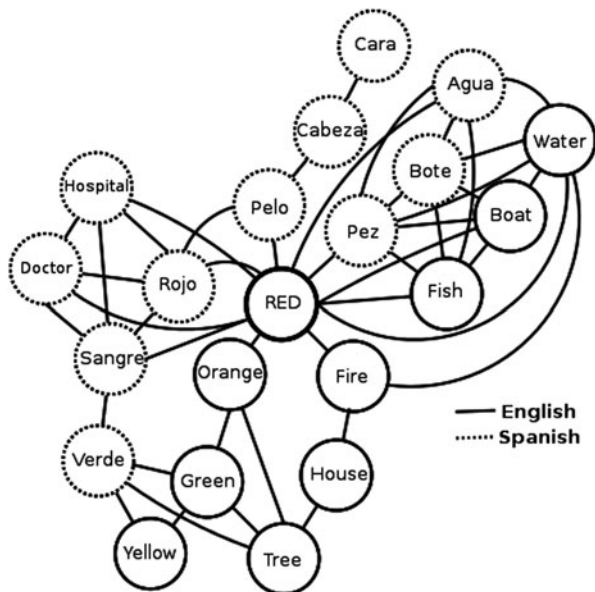 Cara
Agua
Cabeza
Water
Bote
Hospital
Pelo
Boat
Pez
Doctor
Rojo
RED
Fish
Sangre
Orange
Fire
English
Spanish
Verde
Green
House
Yellow
Tree